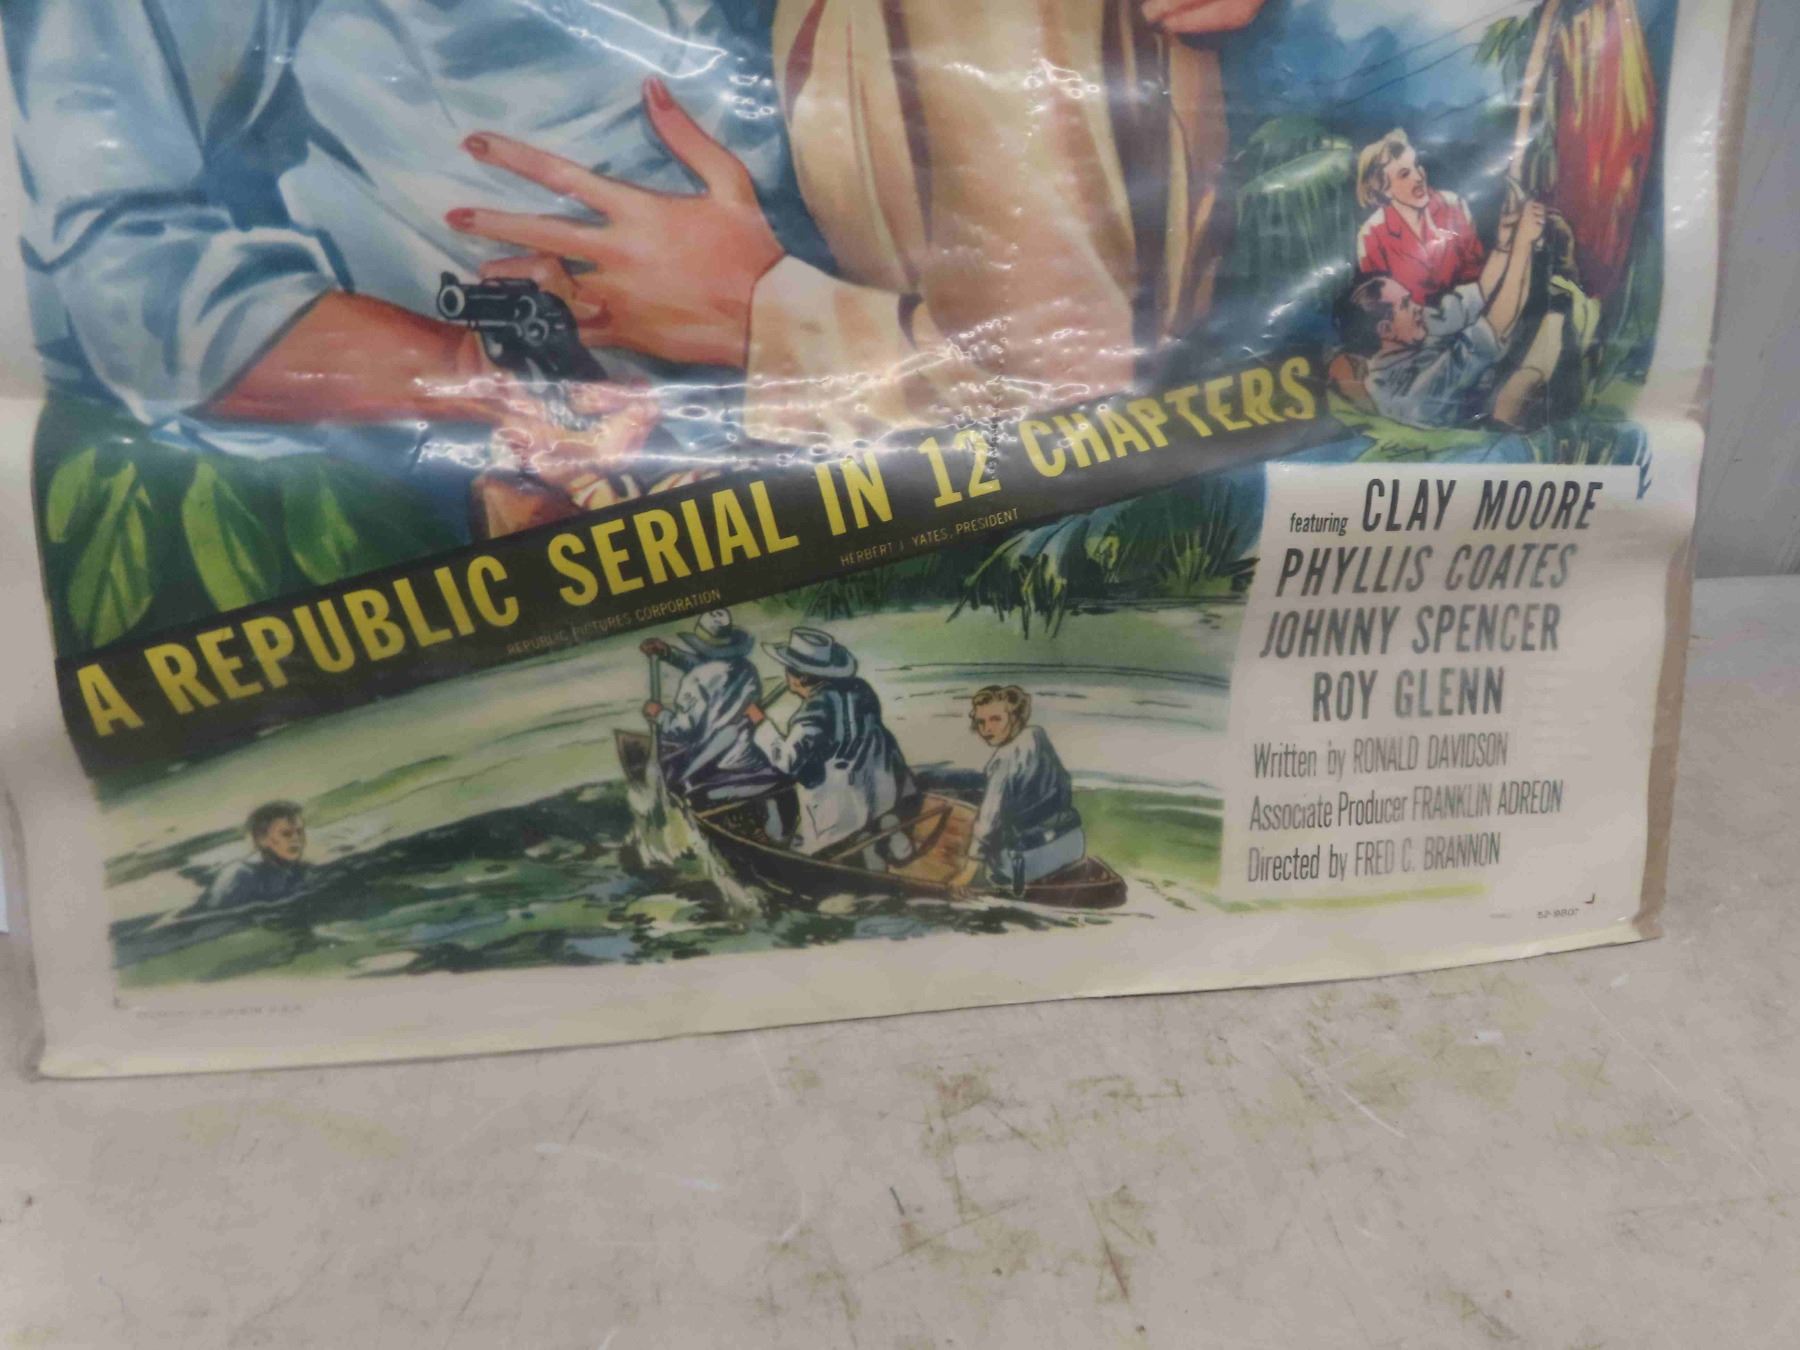 A REPUBLIC SERIAL IN 12 CHAPTERS
REPUBLIC PICTURES CORPORATION
HERBERT J. YATES, PRESIDENT
featuring CLAY MOORE
PHYLLIS COATES
JOHNNY SPENCER
ROY GLENN
Written by RONALD DAVIDSON
Associate Producer FRANKLIN ADREON
Directed by FRED C. BRANNON